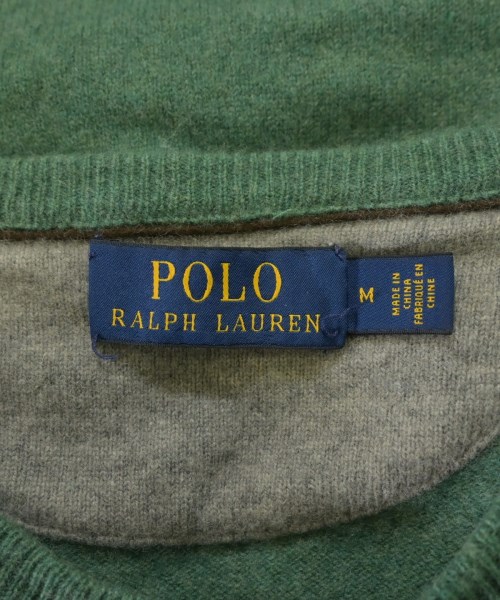 POLO
RALPH LAUREN
M
MADE IN
CHINA
FABRIQUÉ EN
CHINE